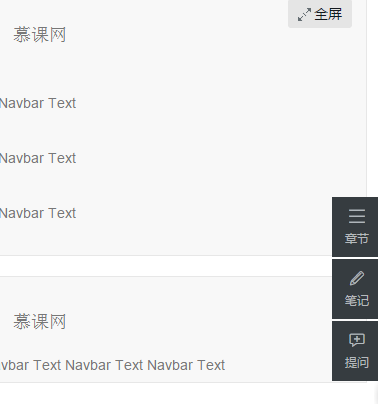 全屏
慕课网
Navbar Text
Navbar Text
Navbar Text
章节
笔记
慕课网
提问
vbar Text Navbar Text Navbar Text